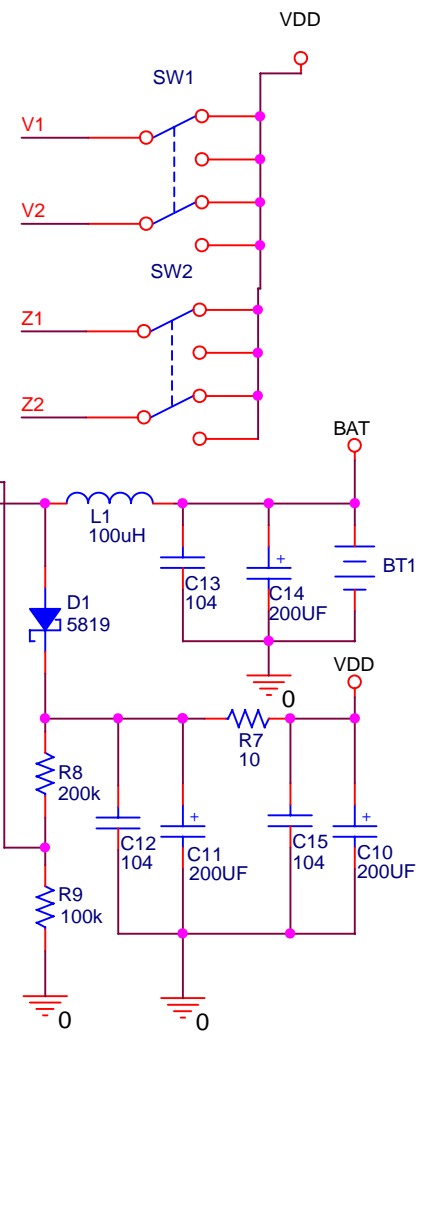 VDD
SW1
V1
V2
SW2
Z1
Z2
BAT
L1
100uH
C13
104
+
C14
200UF
BT1
D1
5819
0
VDD
R7
10
R8
200k
C12
104
+
C11
200UF
C15
104
+
C10
200UF
R9
100k
0
0